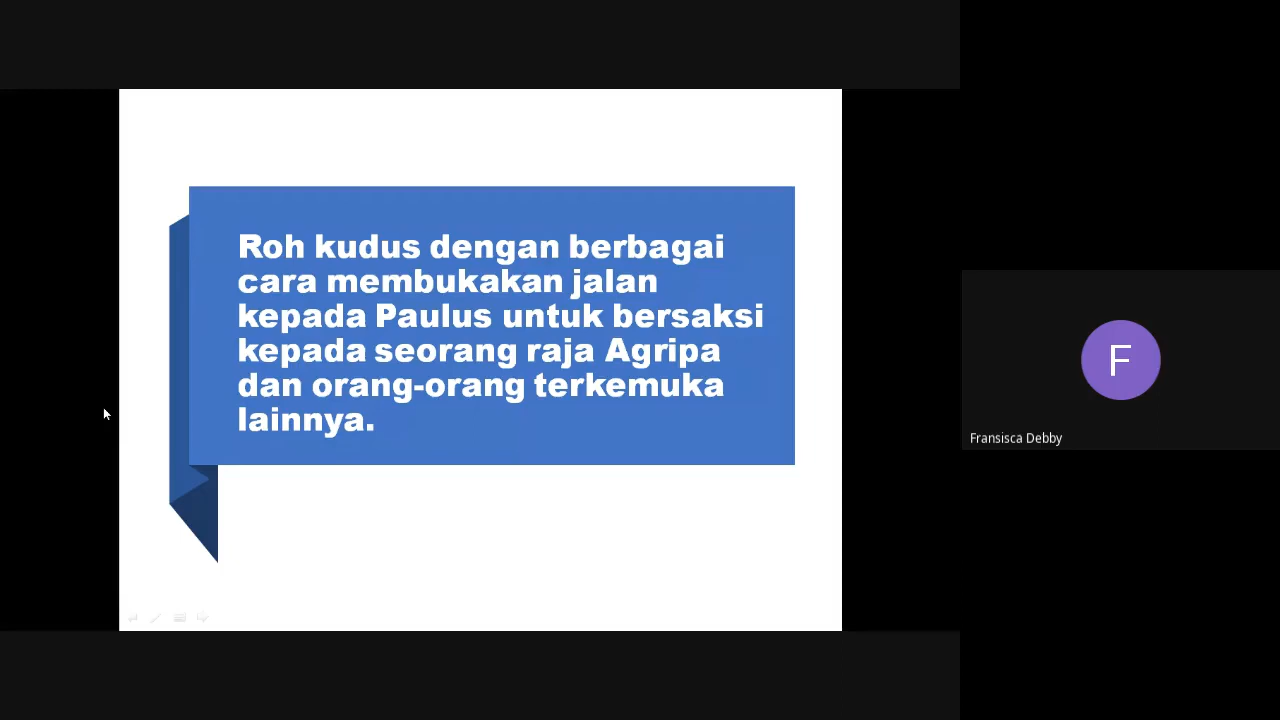 Roh kudus dengan berbagai
cara membukakan jalan
kepada Paulus untuk bersaksi
kepada seorang raja Agripa
dan orang-orang terkemuka
lainnya.
F
Fransisca Debby